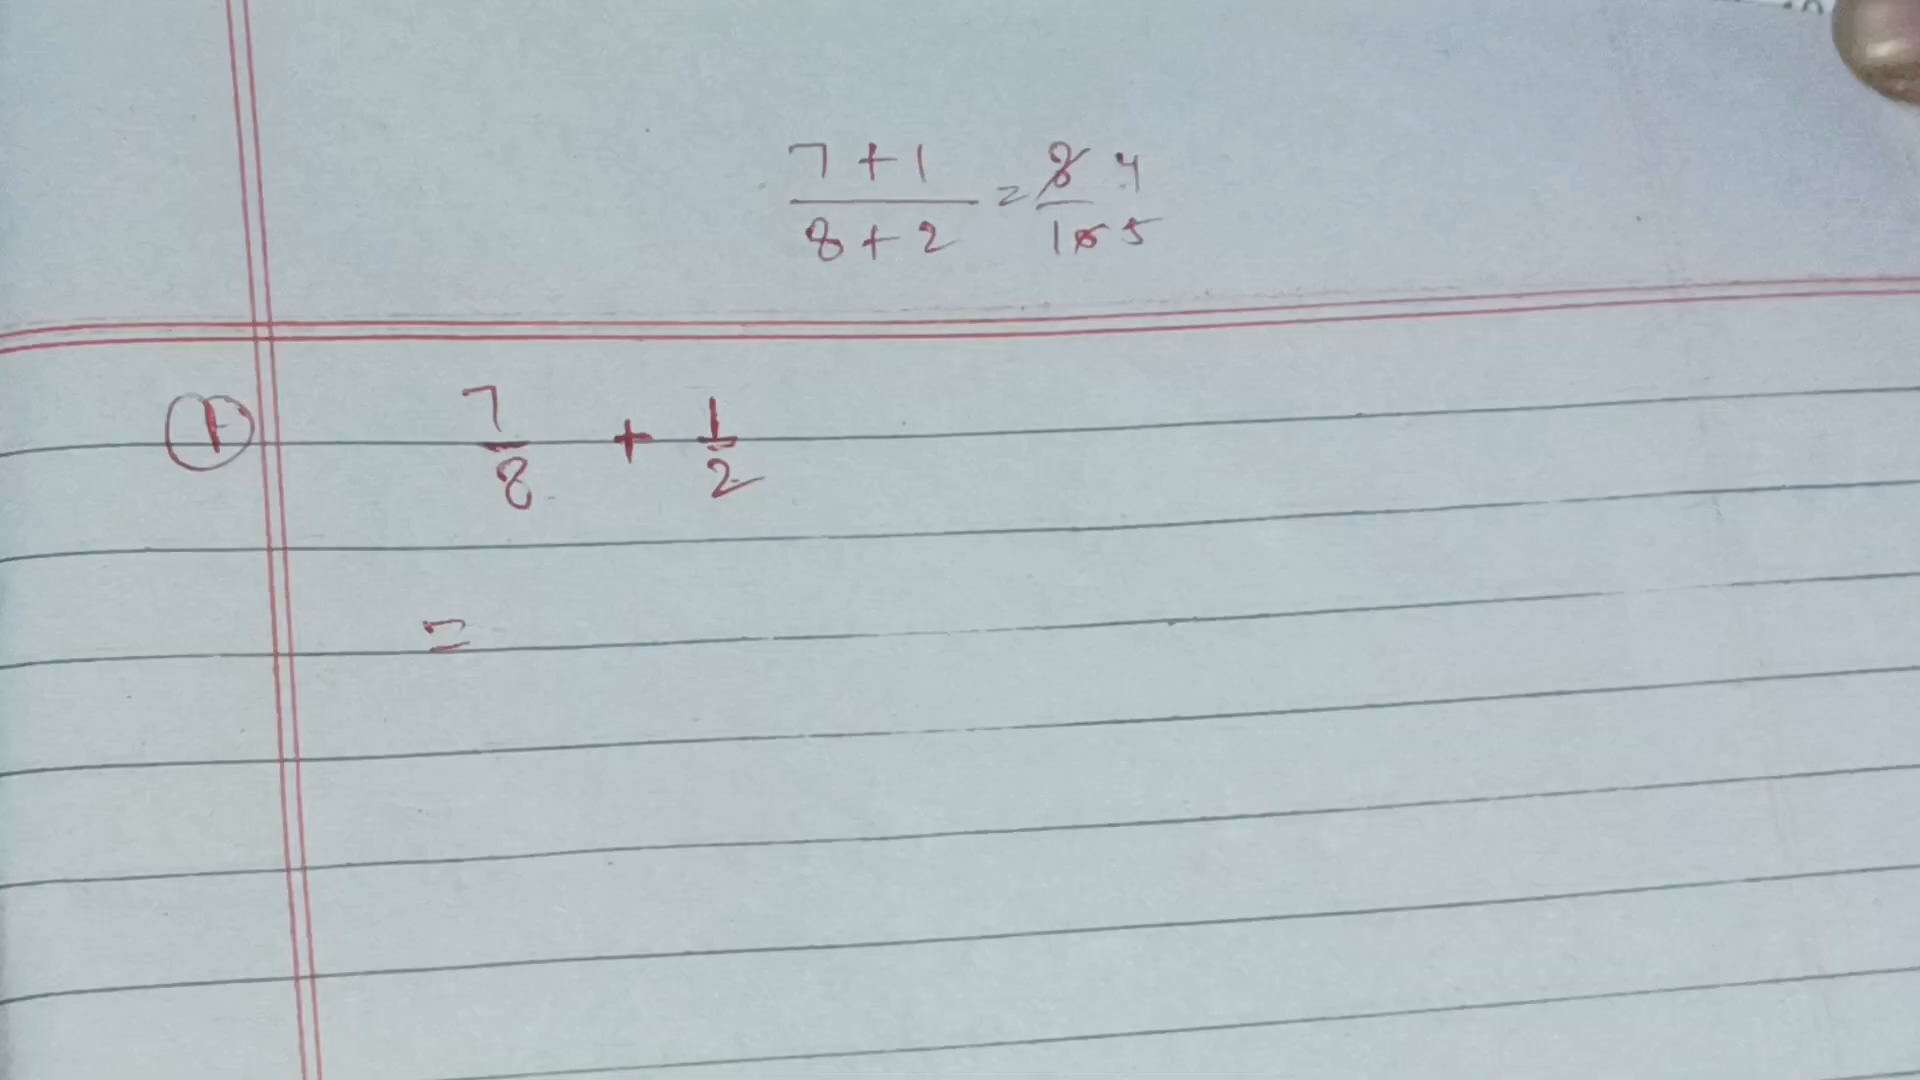 7 + 1
8 + 2
= 8 4
10 5
1
7/8 + 1/2
=